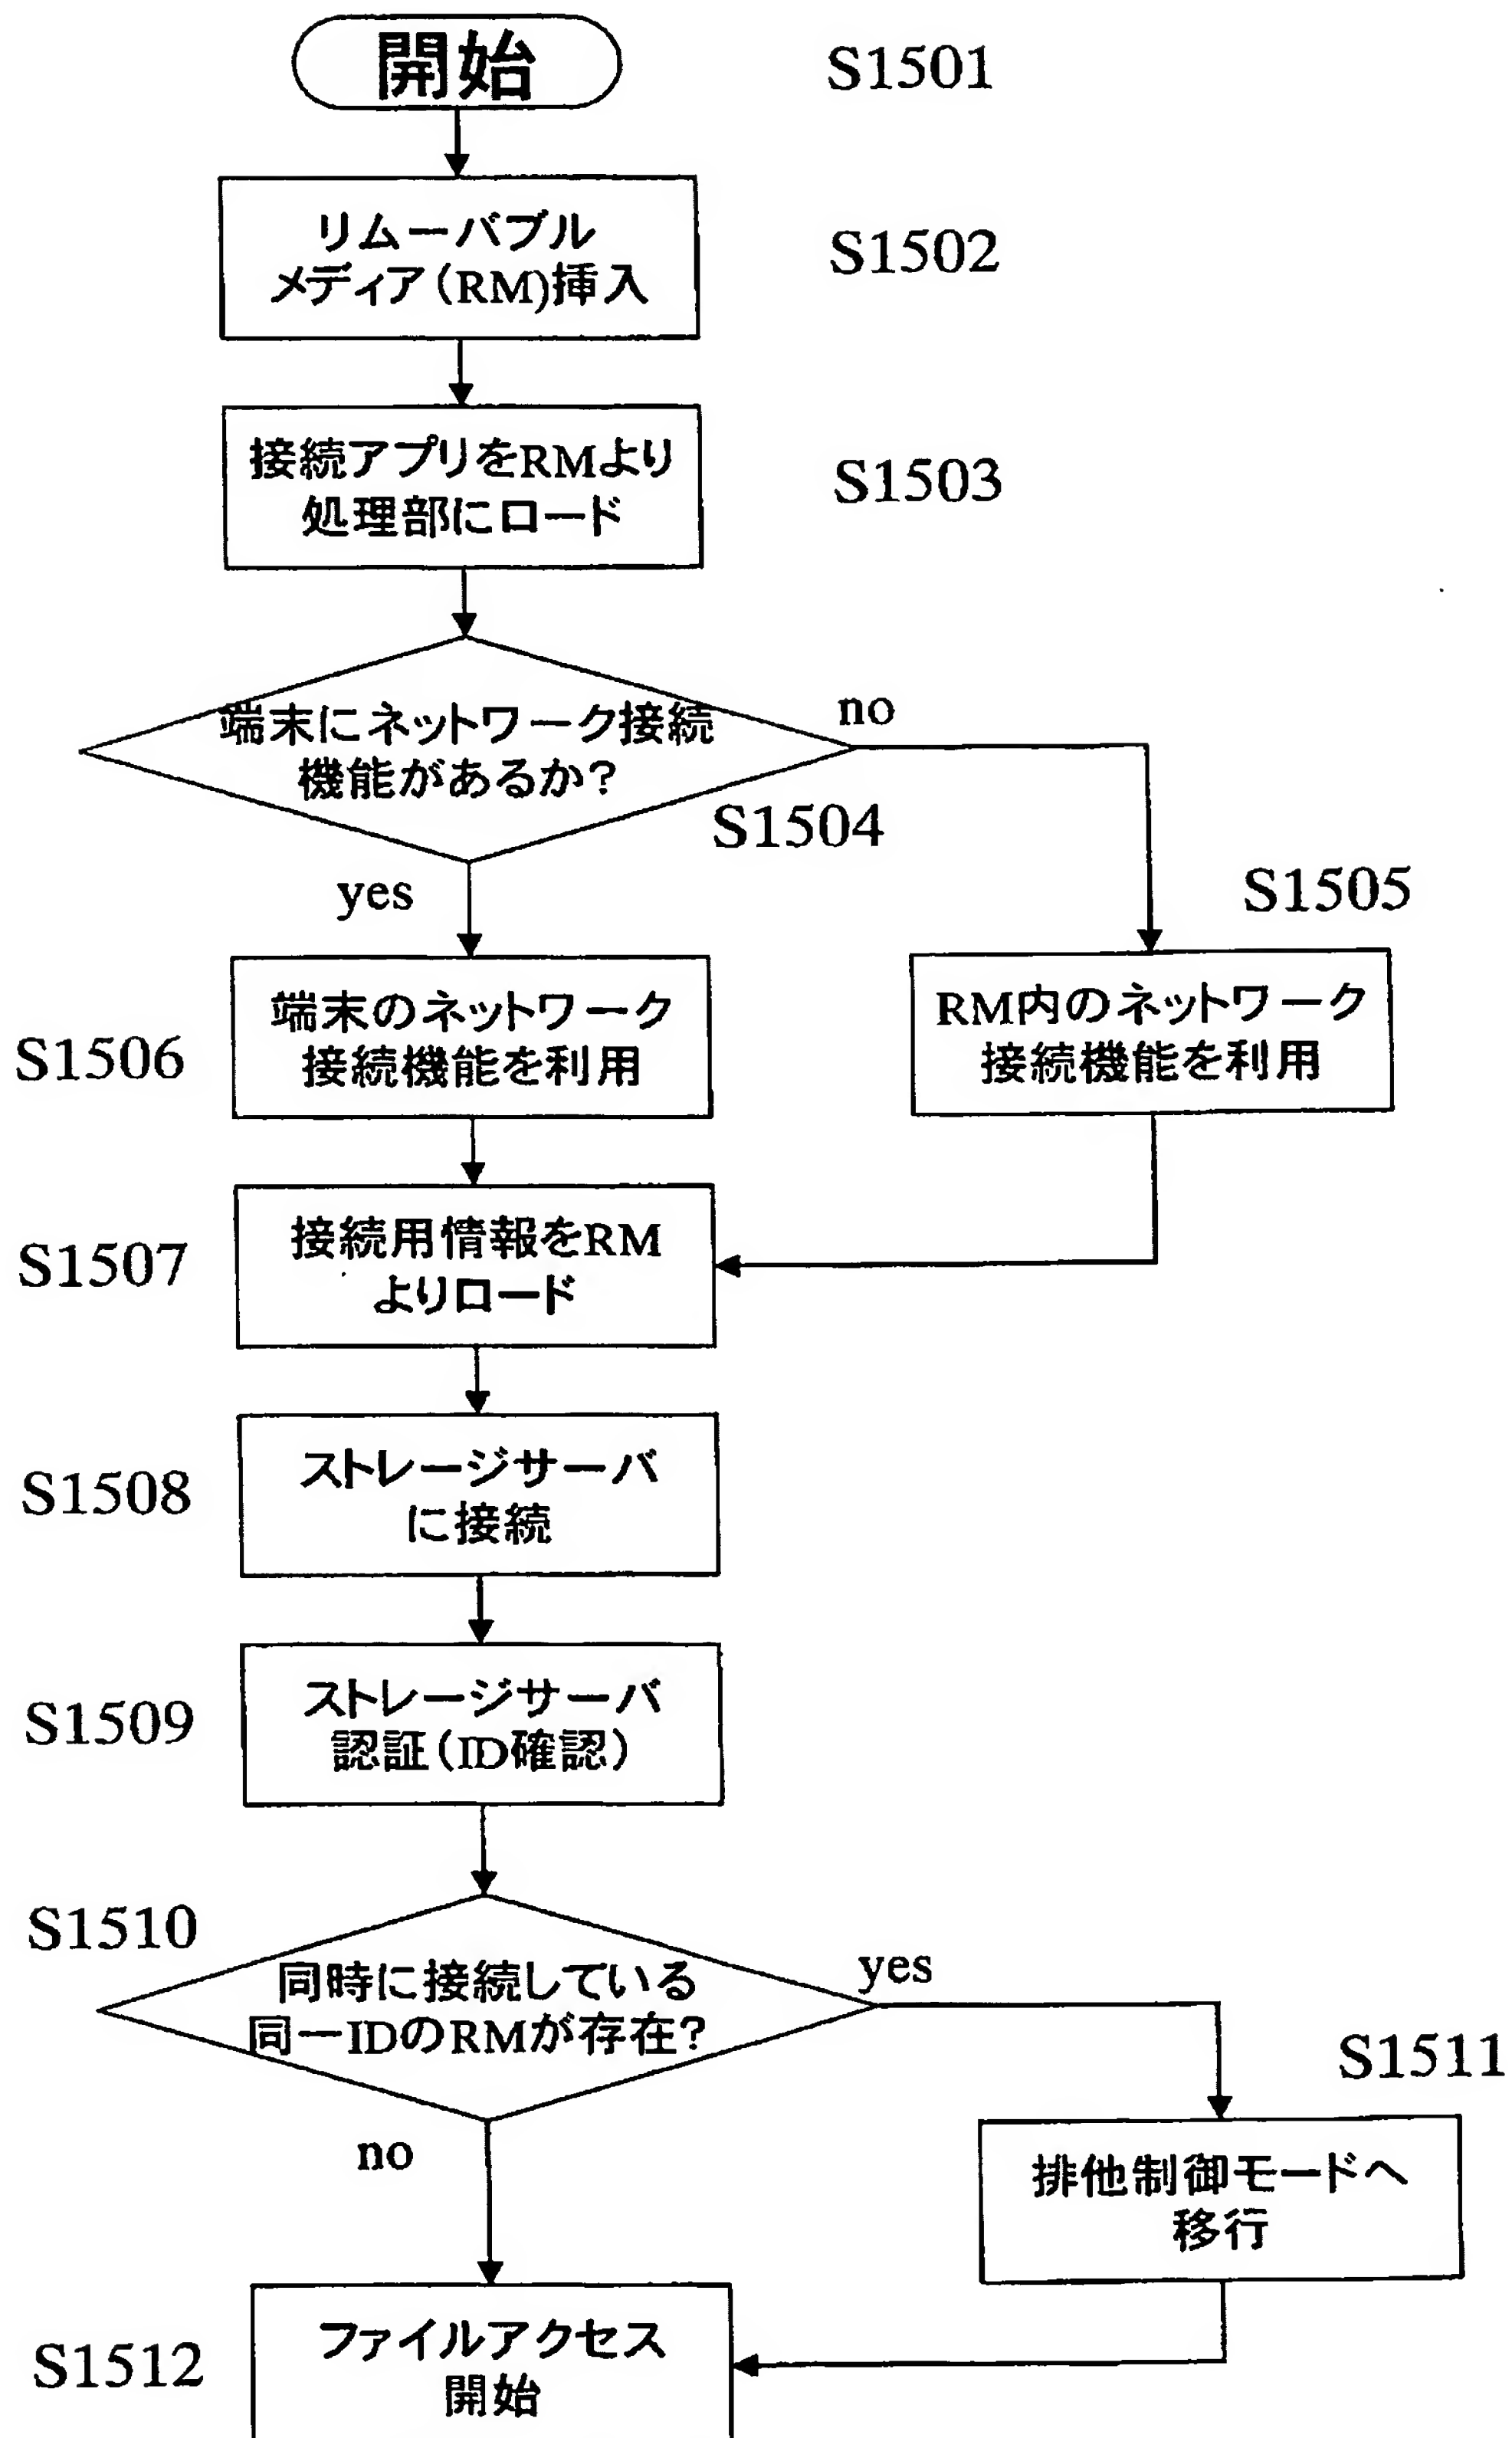 開始
S1501
リムーバブル
メディア(RM)挿入
S1502
接続アプリをRMより
処理部にロード
S1503
端末にネットワーク接続
機能があるか?
no
S1504
yes
S1505
端末のネットワーク
接続機能を利用
S1506
RM内のネットワーク
接続機能を利用
接続用情報をRM
よりロード
S1507
ストレージサーバ
に接続
S1508
ストレージサーバ
認証(ID確認)
S1509
S1510
同時に接続している
同一IDのRMが存在?
yes
S1511
no
排他制御モードへ
移行
ファイルアクセス
開始
S1512